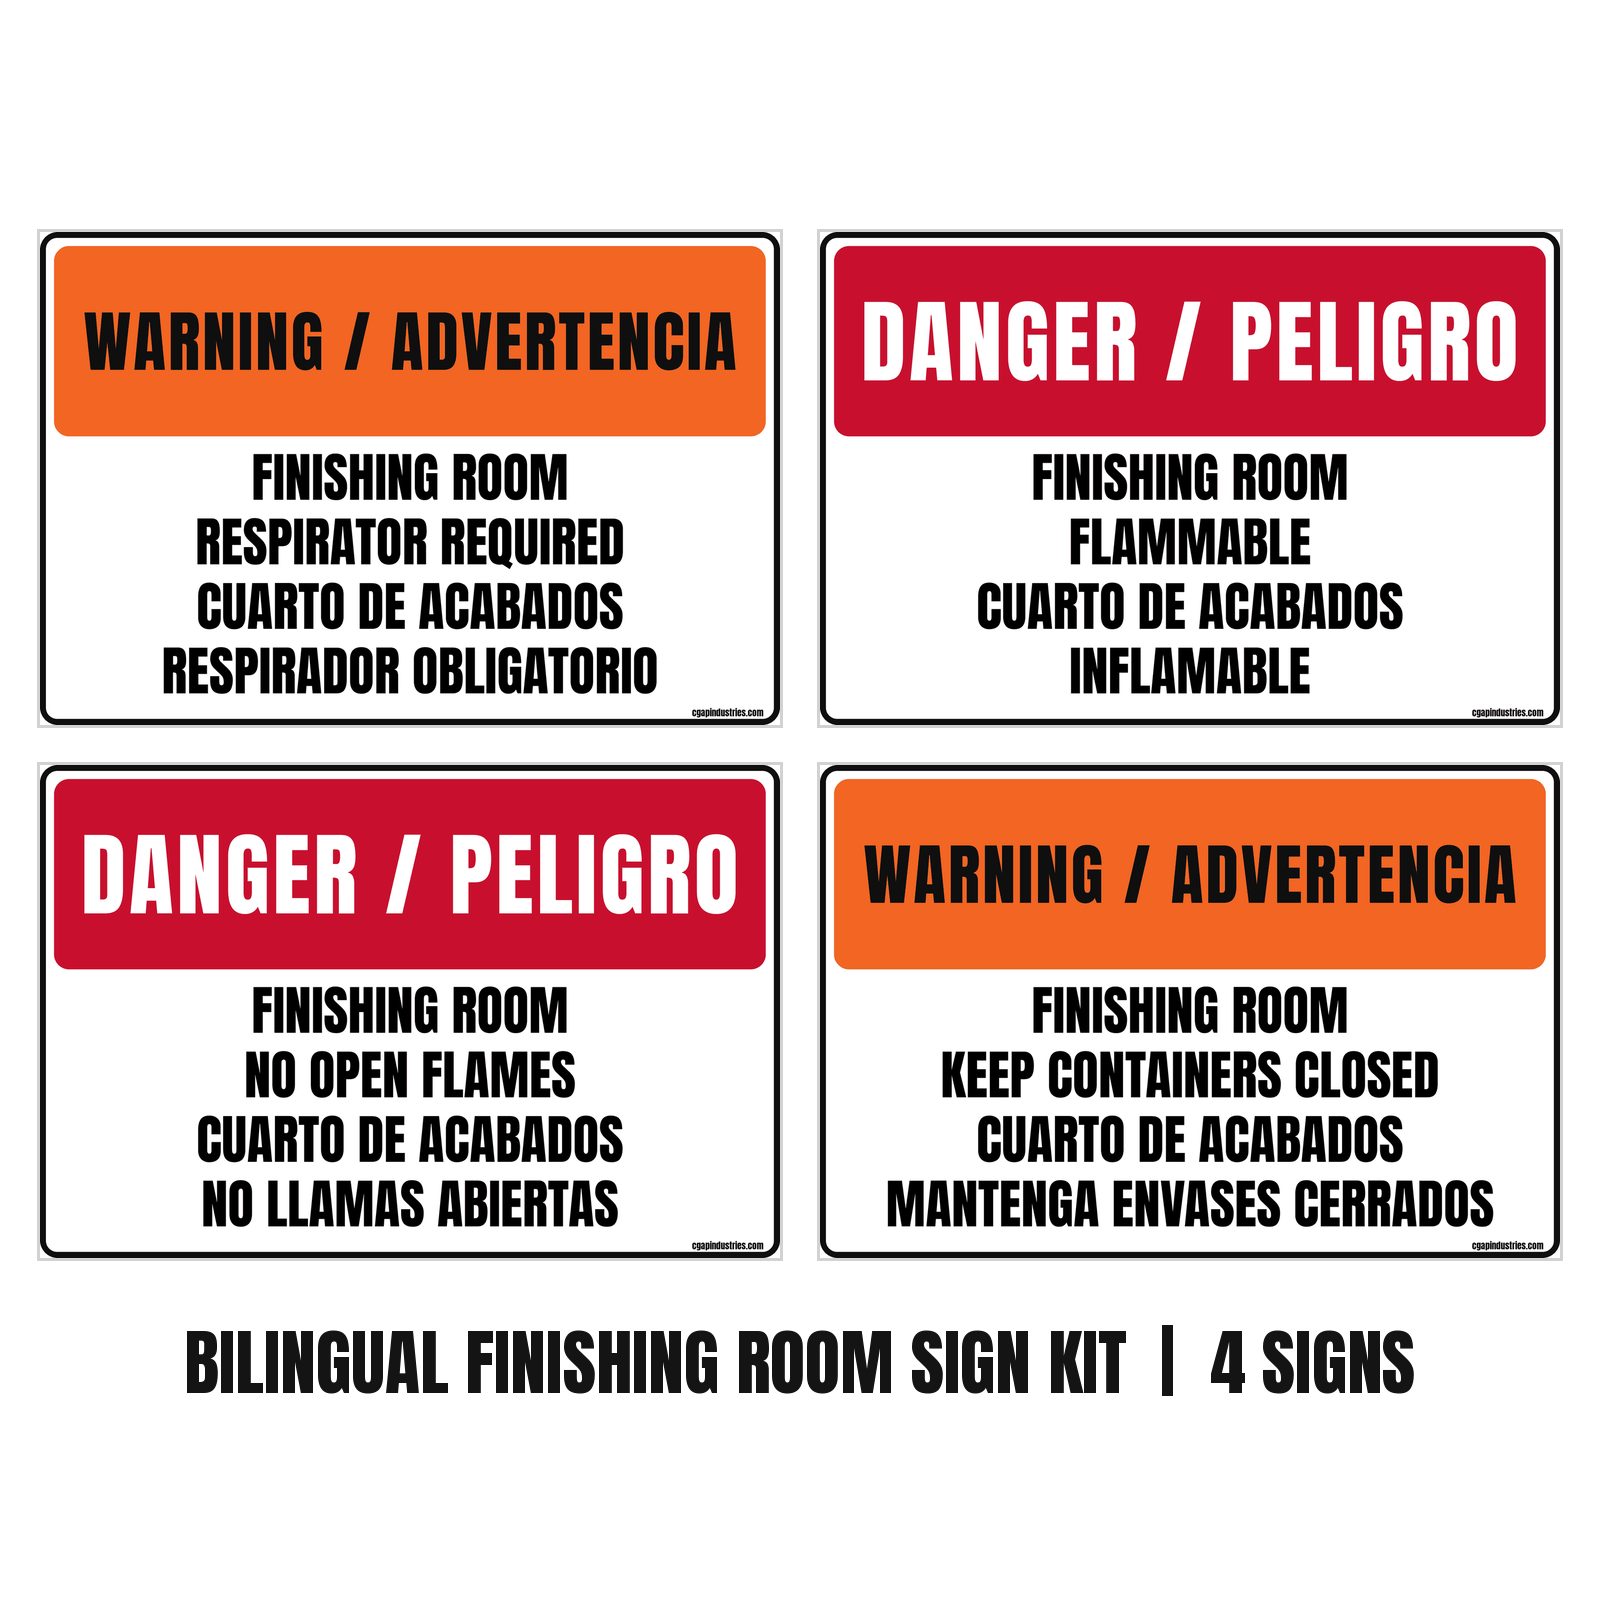 WARNING / ADVERTENCIA
FINISHING ROOM
RESPIRATOR REQUIRED
CUARTO DE ACABADOS
RESPIRADOR OBLIGATORIO
cgapindustries.com
DANGER / PELIGRO
FINISHING ROOM
FLAMMABLE
CUARTO DE ACABADOS
INFLAMABLE
cgapindustries.com
DANGER / PELIGRO
FINISHING ROOM
NO OPEN FLAMES
CUARTO DE ACABADOS
NO LLAMAS ABIERTAS
cgapindustries.com
WARNING / ADVERTENCIA
FINISHING ROOM
KEEP CONTAINERS CLOSED
CUARTO DE ACABADOS
MANTENGA ENVASES CERRADOS
cgapindustries.com
BILINGUAL FINISHING ROOM SIGN KIT | 4 SIGNS